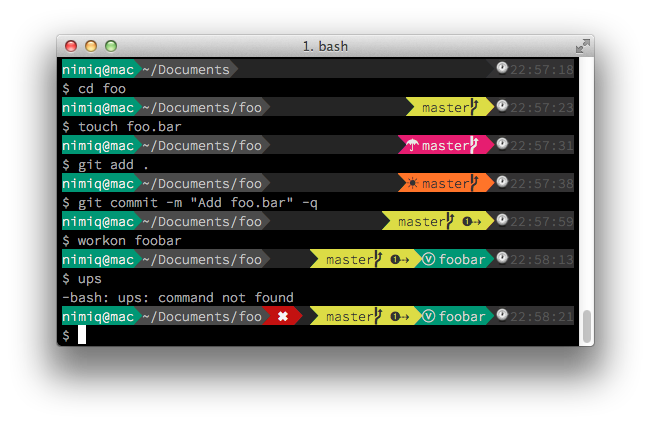 1. bash
nimiq@mac ~/Documents 22:57:18
$ cd foo
nimiq@mac ~/Documents/foo master 22:57:23
$ touch foo.bar
nimiq@mac ~/Documents/foo ☂ master 22:57:31
$ git add .
nimiq@mac ~/Documents/foo ☀ master 22:57:38
$ git commit -m "Add foo.bar" -q
nimiq@mac ~/Documents/foo master ❶⇢ 22:57:59
$ workon foobar
nimiq@mac ~/Documents/foo master ❶⇢ ⓥ foobar 22:58:13
$ ups
-bash: ups: command not found
nimiq@mac ~/Documents/foo ✖ master ❶⇢ ⓥ foobar 22:58:21
$